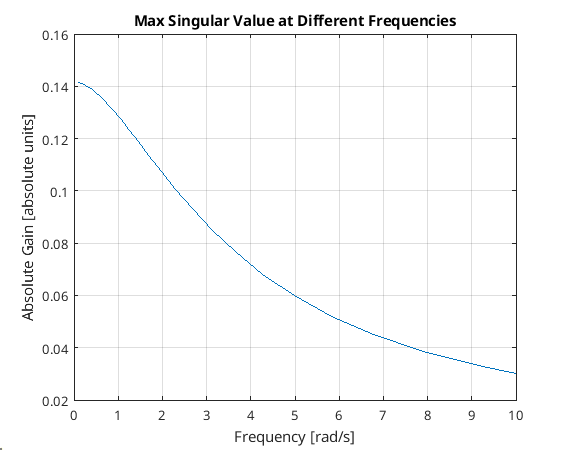 Max Singular Value at Different Frequencies
0.16
0.14
0.12
0.1
0.08
0.06
0.04
0.02
Absolute Gain [absolute units]
0 1 2 3 4 5 6 7 8 9 10
Frequency [rad/s]